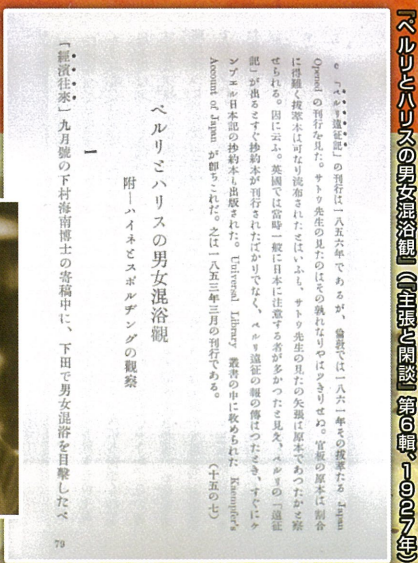 『ペルリとハリスの男女混浴観』(『主張と閑談』第6輯、1927年)
「ペルリ遠征記」の刊行は一八五六年であるが、倫敦では一八六一年その抜萃たる Japan
Opened の刊行を見た。サトウ先生の見たのはその孰れなりやはつきりせぬ。官板の原本は割合
に得難く抜萃本は可なり流布されたとはいふも、サトウ先生の見たの矢張は原本であつたかと察
せられる。因に云ふ。英國では當時一般に日本に注意する者が多かつたと見え、ペルリの「遠征
記」が出るとすぐ抄約本が刊行されたばかりでなく、ペルリ遠征の報の傳はつたとき、すぐにケ
ンプエル日本記の抄約本も出版された。Universal Library 叢書の中に收められた Kaempfer's
Account of Japan が即ちこれだ。之は一八五三年三月の刊行である。
(十五の七)
ペルリとハリスの男女混浴觀
附―ハイネとスポルヂングの觀察
一
「經濟往來」九月號の下村海南博士の寄稿中に、下田で男女混浴を目擊したペ
79